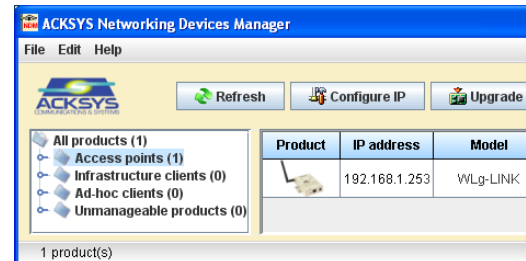 NDM ACKSYS Networking Devices Manager
File Edit Help
ACKSYS
COMMUNICATIONS & SYSTEMS
Refresh Configure IP Upgrade
All products (1)
Access points (1)
Infrastructure clients (0)
Ad-hoc clients (0)
Unmanageable products (0)
Product IP address Model
192.168.1.253 WLg-LINK
1 product(s)